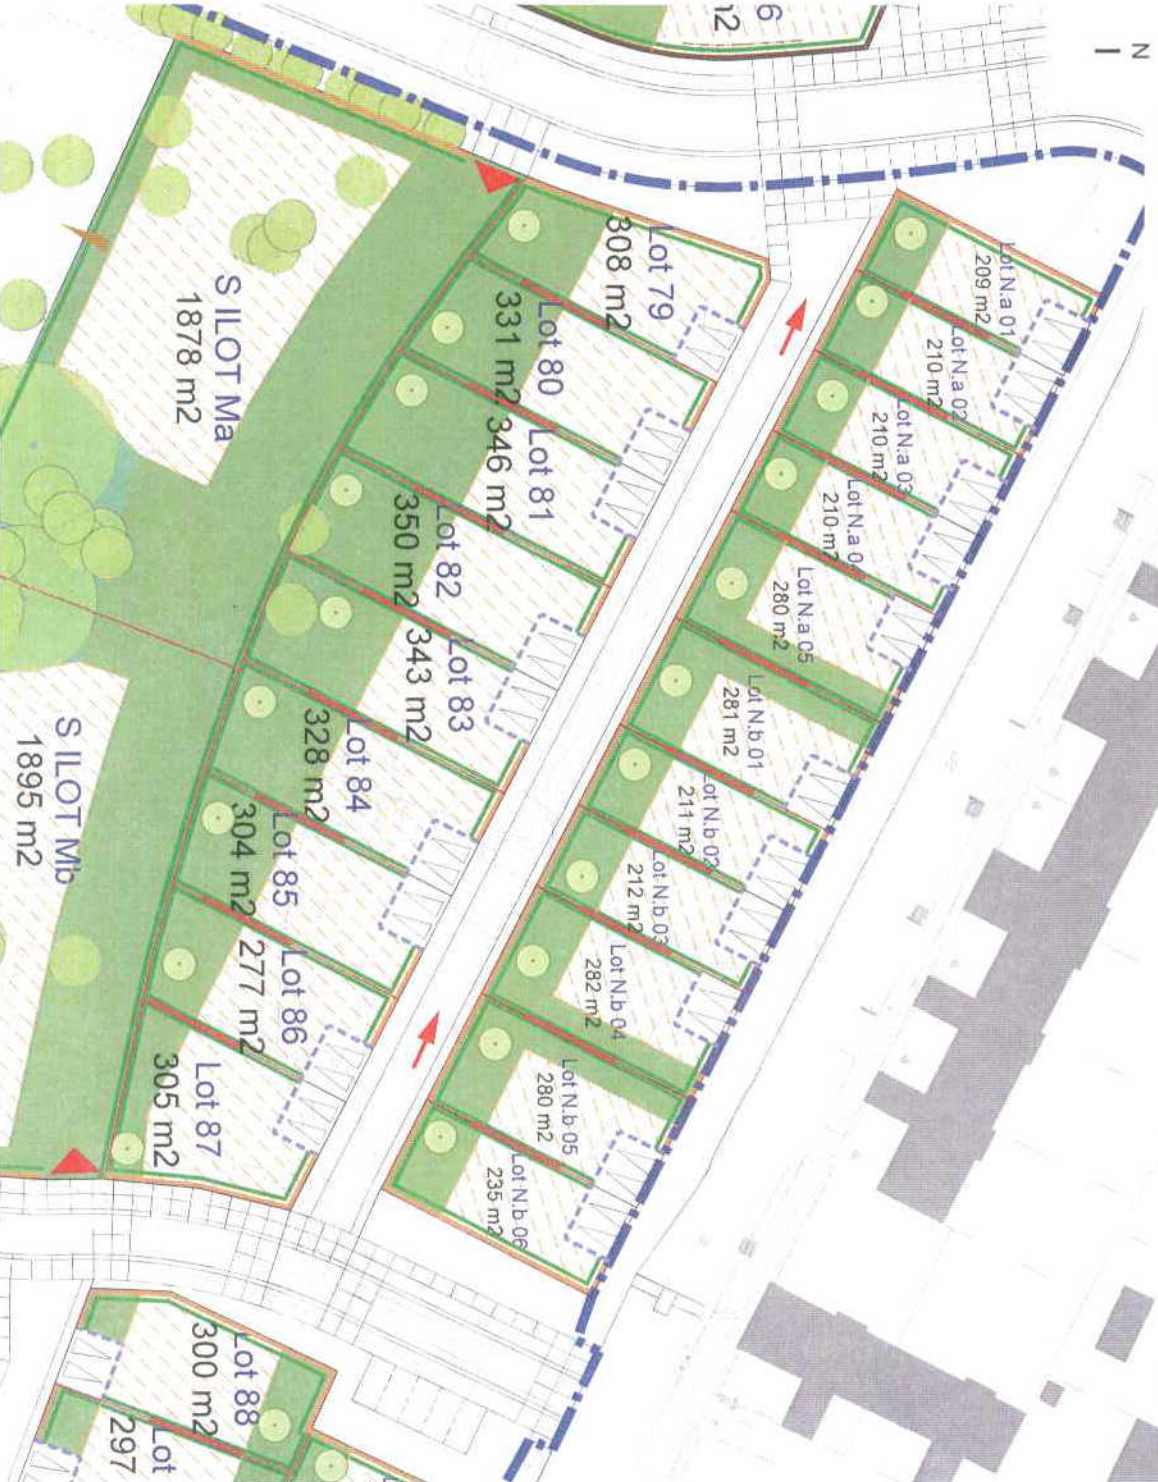 N
6
12
Lot N.a 01
209 m2
Lot N.a 02
210 m2
Lot N.a 03
210 m2
Lot N.a 0
210 m2
Lot N.a 05
280 m2
Lot N.b 01
281 m2
Lot N.b 02
211 m2
Lot N.b 03
212 m2
Lot N.b 04
282 m2
Lot N.b 05
280 m2
Lot N.b 06
235 m2
Lot 79
308 m2
Lot 80
331 m2
Lot 81
346 m2
Lot 82
350 m2
Lot 83
343 m2
Lot 84
328 m2
Lot 85
304 m2
Lot 86
277 m2
Lot 87
305 m2
Lot 88
300 m2
Lot
297
S ILOT Ma
1878 m2
S ILOT Mb
1895 m2